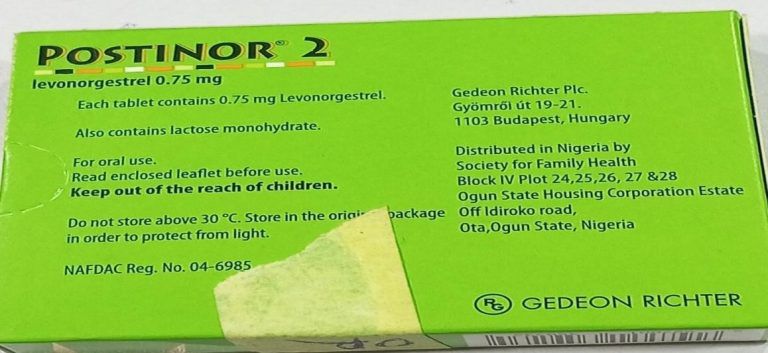 POSTINOR® 2
levonorgestrel 0.75 mg
Each tablet contains 0.75 mg Levonorgestrel.
Also contains lactose monohydrate.
For oral use.
Read enclosed leaflet before use.
Keep out of the reach of children.
Do not store above 30 °C. Store in the package
in order to protect from light.
NAFDAC Reg. No. 04-6985
Gedeon Richter Plc.
Gyömrői út 19-21.
1103 Budapest, Hungary
Distributed in Nigeria by
Society for Family Health
Block IV Plot 24,25,26, 27 &28
Ogun State Housing Corporation Estate
Off Idiroko road,
Ota,Ogun State, Nigeria
RG GEDEON RICHTER